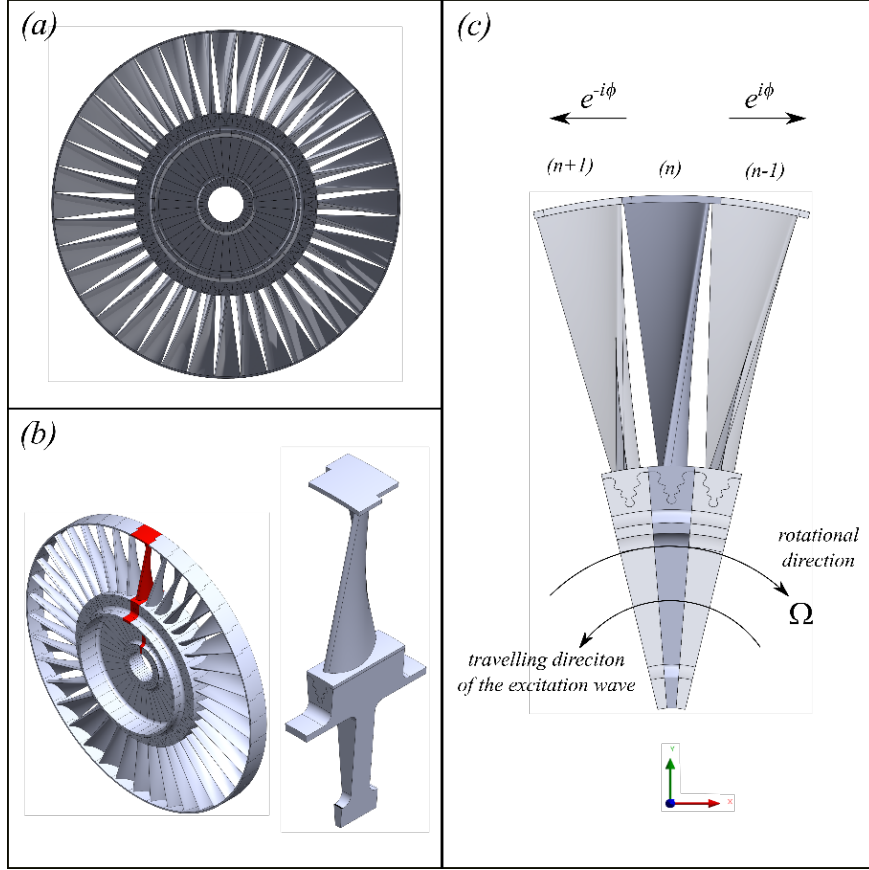 (a)
(b)
(c)
e^{-iϕ} e^{iϕ}
(n+1) (n) (n-1)
rotational
direction
Ω
travelling direciton
of the excitation wave
Y
X